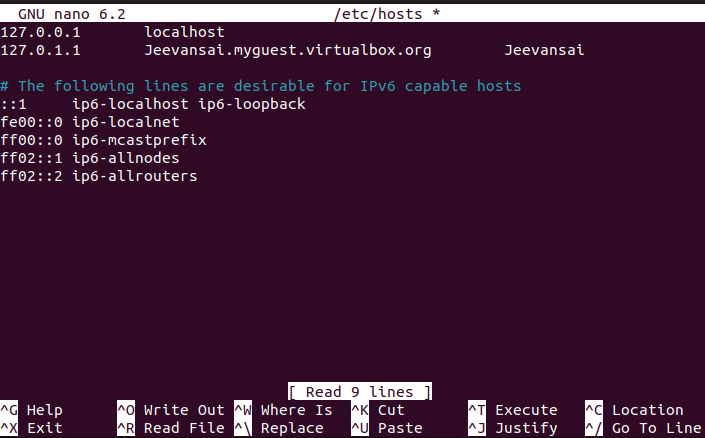 GNU nano 6.2 /etc/hosts *
127.0.0.1 localhost
127.0.1.1 Jeevansai.myguest.virtualbox.org Jeevansai
# The following lines are desirable for IPv6 capable hosts
::1 ip6-localhost ip6-loopback
fe00::0 ip6-localnet
ff00::0 ip6-mcastprefix
ff02::1 ip6-allnodes
ff02::2 ip6-allrouters
[ Read 9 lines ]
^G Help ^O Write Out ^W Where Is ^K Cut ^T Execute ^C Location
^X Exit ^R Read File ^\ Replace ^U Paste ^J Justify ^/ Go To Line